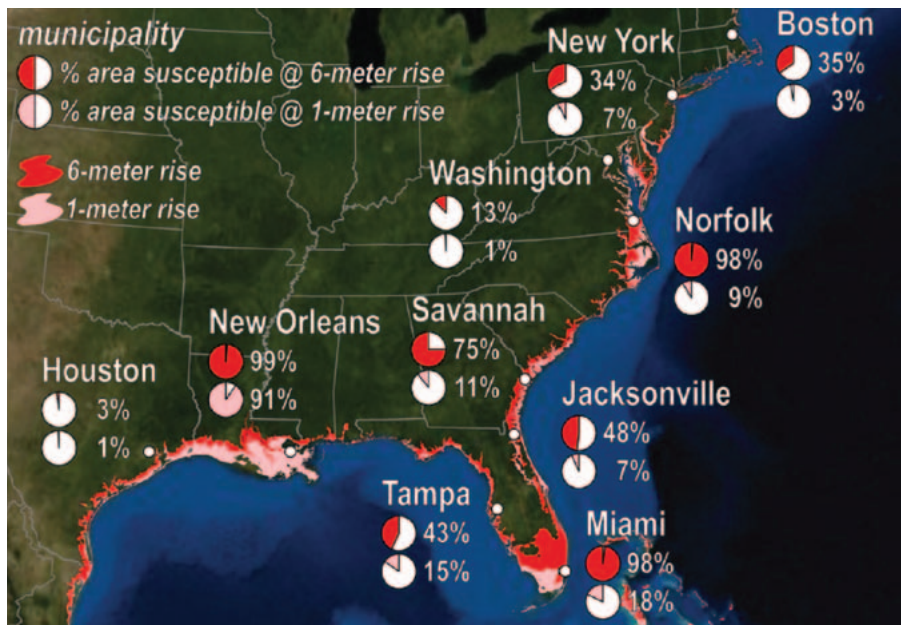 municipality
% area susceptible @ 6-meter rise
% area susceptible @ 1-meter rise
6-meter rise
1-meter rise
New York
34%
7%
Boston
35%
3%
Washington
13%
1%
Norfolk
98%
9%
New Orleans
99%
91%
Savannah
75%
11%
Houston
3%
1%
Jacksonville
48%
7%
Tampa
43%
15%
Miami
98%
18%